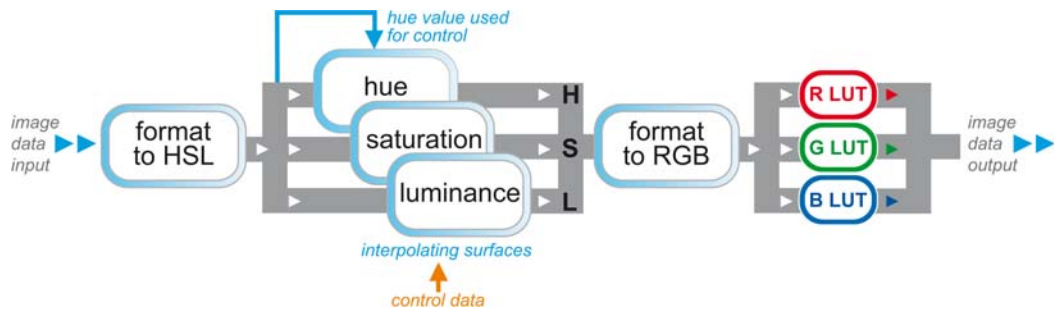 hue value used
for control
image
data
input
format
to HSL
hue
saturation
luminance
H
S
L
interpolating surfaces
control data
format
to RGB
R LUT
G LUT
B LUT
image
data
output